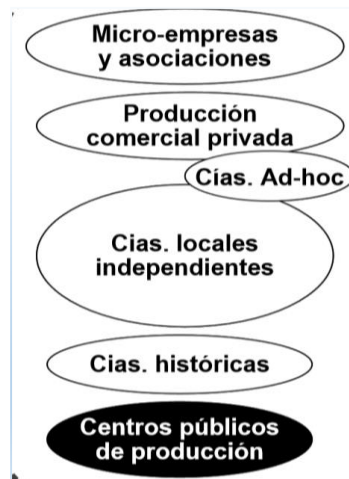 Micro-empresas
y asociaciones
Producción
comercial privada
Cías. Ad-hoc
Cias. locales
independientes
Cias. históricas
Centros públicos
de producción